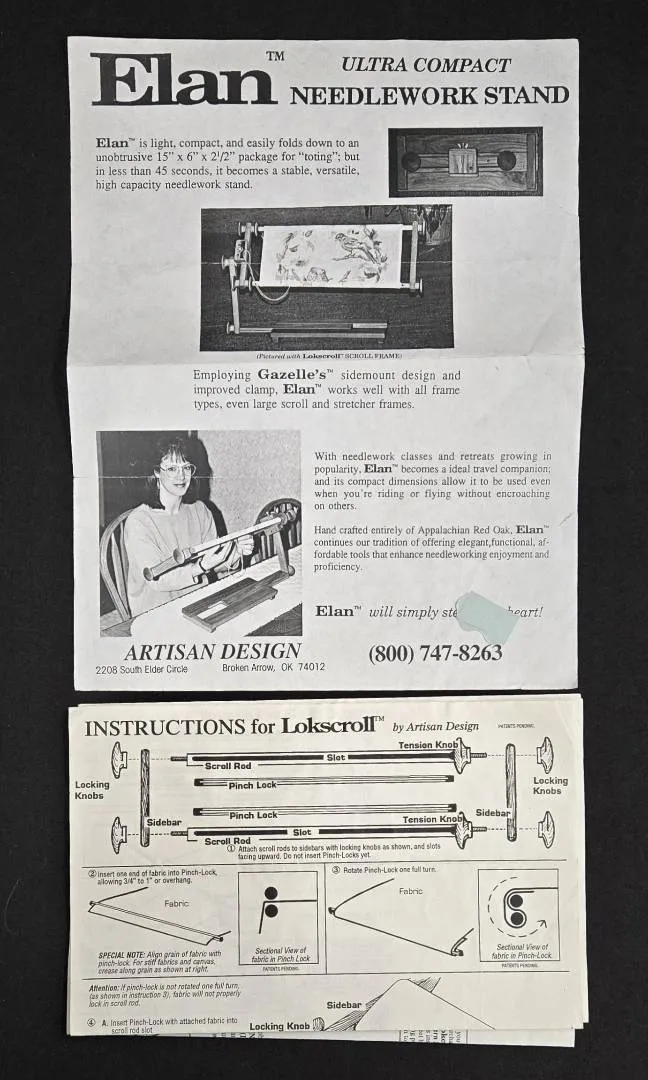 Elan™
ULTRA COMPACT
NEEDLEWORK STAND
Elan™ is light, compact, and easily folds down to an
unobtrusive 15" x 6" x 2 1/2" package for "toting"; but
in less than 45 seconds, it becomes a stable, versatile,
high capacity needlework stand.
(Pictured with Lokscroll™ SCROLL FRAME)
Employing Gazelle's™ sidemount design and
improved clamp, Elan™ works well with all frame
types, even large scroll and stretcher frames.
With needlework classes and retreats growing in
popularity, Elan™ becomes a ideal travel companion;
and its compact dimensions allow it to be used even
when you're riding or flying without encroaching
on others.
Hand crafted entirely of Appalachian Red Oak, Elan™
continues our tradition of offering elegant,functional, af-
fordable tools that enhance needleworking enjoyment and
proficiency.
Elan™ will simply heart!
ARTISAN DESIGN
(800) 747-8263
2208 South Elder Circle Broken Arrow, OK 74012
INSTRUCTIONS for Lokscroll™ by Artisan Design PATENTS PENDING.
Tension Knob
Slot
Scroll Rod
Locking
Knobs
Pinch Lock
Locking
Knobs
Pinch Lock
Sidebar
Tension Knob
Sidebar
Slot
Scroll Rod
① Attach scroll rods to sidebars with locking knobs as shown, and slots
facing upward. Do not insert Pinch-Locks yet.
② Insert one end of fabric into Pinch-Lock,
allowing 3/4" to 1" or overhang.
Fabric
SPECIAL NOTE: Align grain of fabric with
pinch-lock. For stiff fabrics and canvas,
crease along grain as shown at right.
Sectional View of
fabric in Pinch Lock
PATENTS PENDING.
③ Rotate Pinch-Lock one full turn.
Fabric
Sectional View of
fabric in Pinch-Lock.
PATENTS PENDING.
Attention: If pinch-lock is not rotated one full turn,
(as shown in instruction 3), fabric will not properly
lock in scroll rod.
Sidebar
④ A. Insert Pinch-Lock with attached fabric into
scroll rod slot
Locking Knob